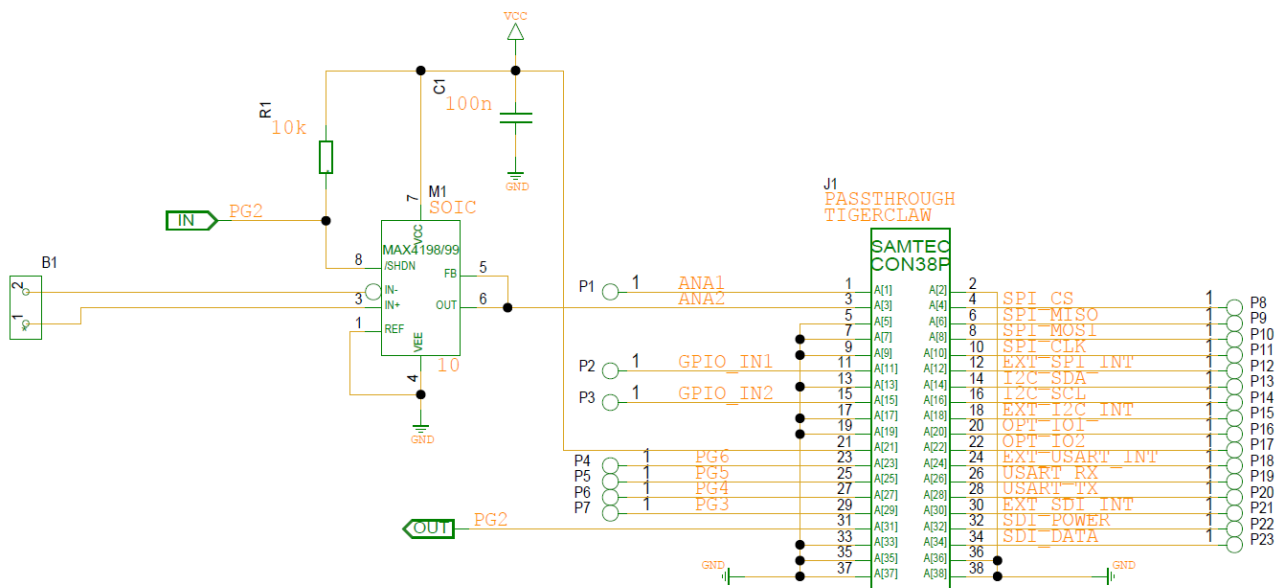 VCC
C1
100n
GND
R1
10k
IN
PG2
M1
SOIC
7
VCC
MAX4198/99
8
/SHDN
FB
5
IN-
3
IN+
OUT
6
1
REF
VEE
4
10
GND
B1
2
1
*
J1
PASSTHROUGH
TIGERCLAW
SAMTEC
CON38P
P1 1 ANA1 1 A[1] A[2] 2
ANA2 3 A[3] A[4] 4 SPI_CS 1 P8
5 A[5] A[6] 6 SPI_MISO 1 P9
7 A[7] A[8] 8 SPI_MOSI 1 P10
9 A[9] A[10] 10 SPI_CLK 1 P11
P2 1 GPIO_IN1 11 A[11] A[12] 12 EXT_SPI_INT 1 P12
13 A[13] A[14] 14 I2C_SDA 1 P13
P3 1 GPIO_IN2 15 A[15] A[16] 16 I2C_SCL 1 P14
17 A[17] A[18] 18 EXT_I2C_INT 1 P15
19 A[19] A[20] 20 OPT_IO1 1 P16
21 A[21] A[22] 22 OPT_IO2 1 P17
P4 1 PG6 23 A[23] A[24] 24 EXT_USART_INT 1 P18
P5 1 PG5 25 A[25] A[26] 26 USART_RX 1 P19
P6 1 PG4 27 A[27] A[28] 28 USART_TX 1 P20
P7 1 PG3 29 A[29] A[30] 30 EXT_SDI_INT 1 P21
OUT PG2 31 A[31] A[32] 32 SDI_POWER 1 P22
33 A[33] A[34] 34 SDI_DATA 1 P23
35 A[35] A[36] 36
GND 37 A[37] A[38] 38 GND